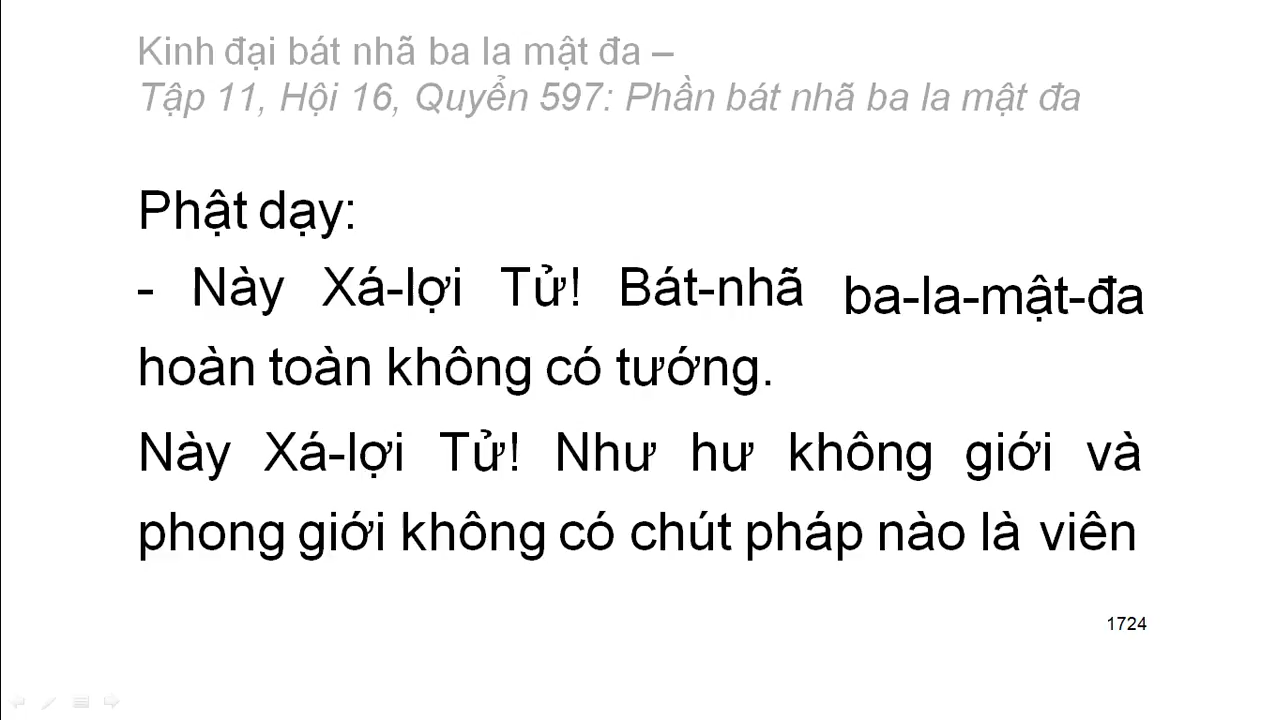 Kinh đại bát nhã ba la mật đa –
Tập 11, Hội 16, Quyển 597: Phần bát nhã ba la mật đa
Phật dạy:
- Này Xá-lợi Tử! Bát-nhã ba-la-mật-đa
hoàn toàn không có tướng.
Này Xá-lợi Tử! Như hư không giới và
phong giới không có chút pháp nào là viên
1724